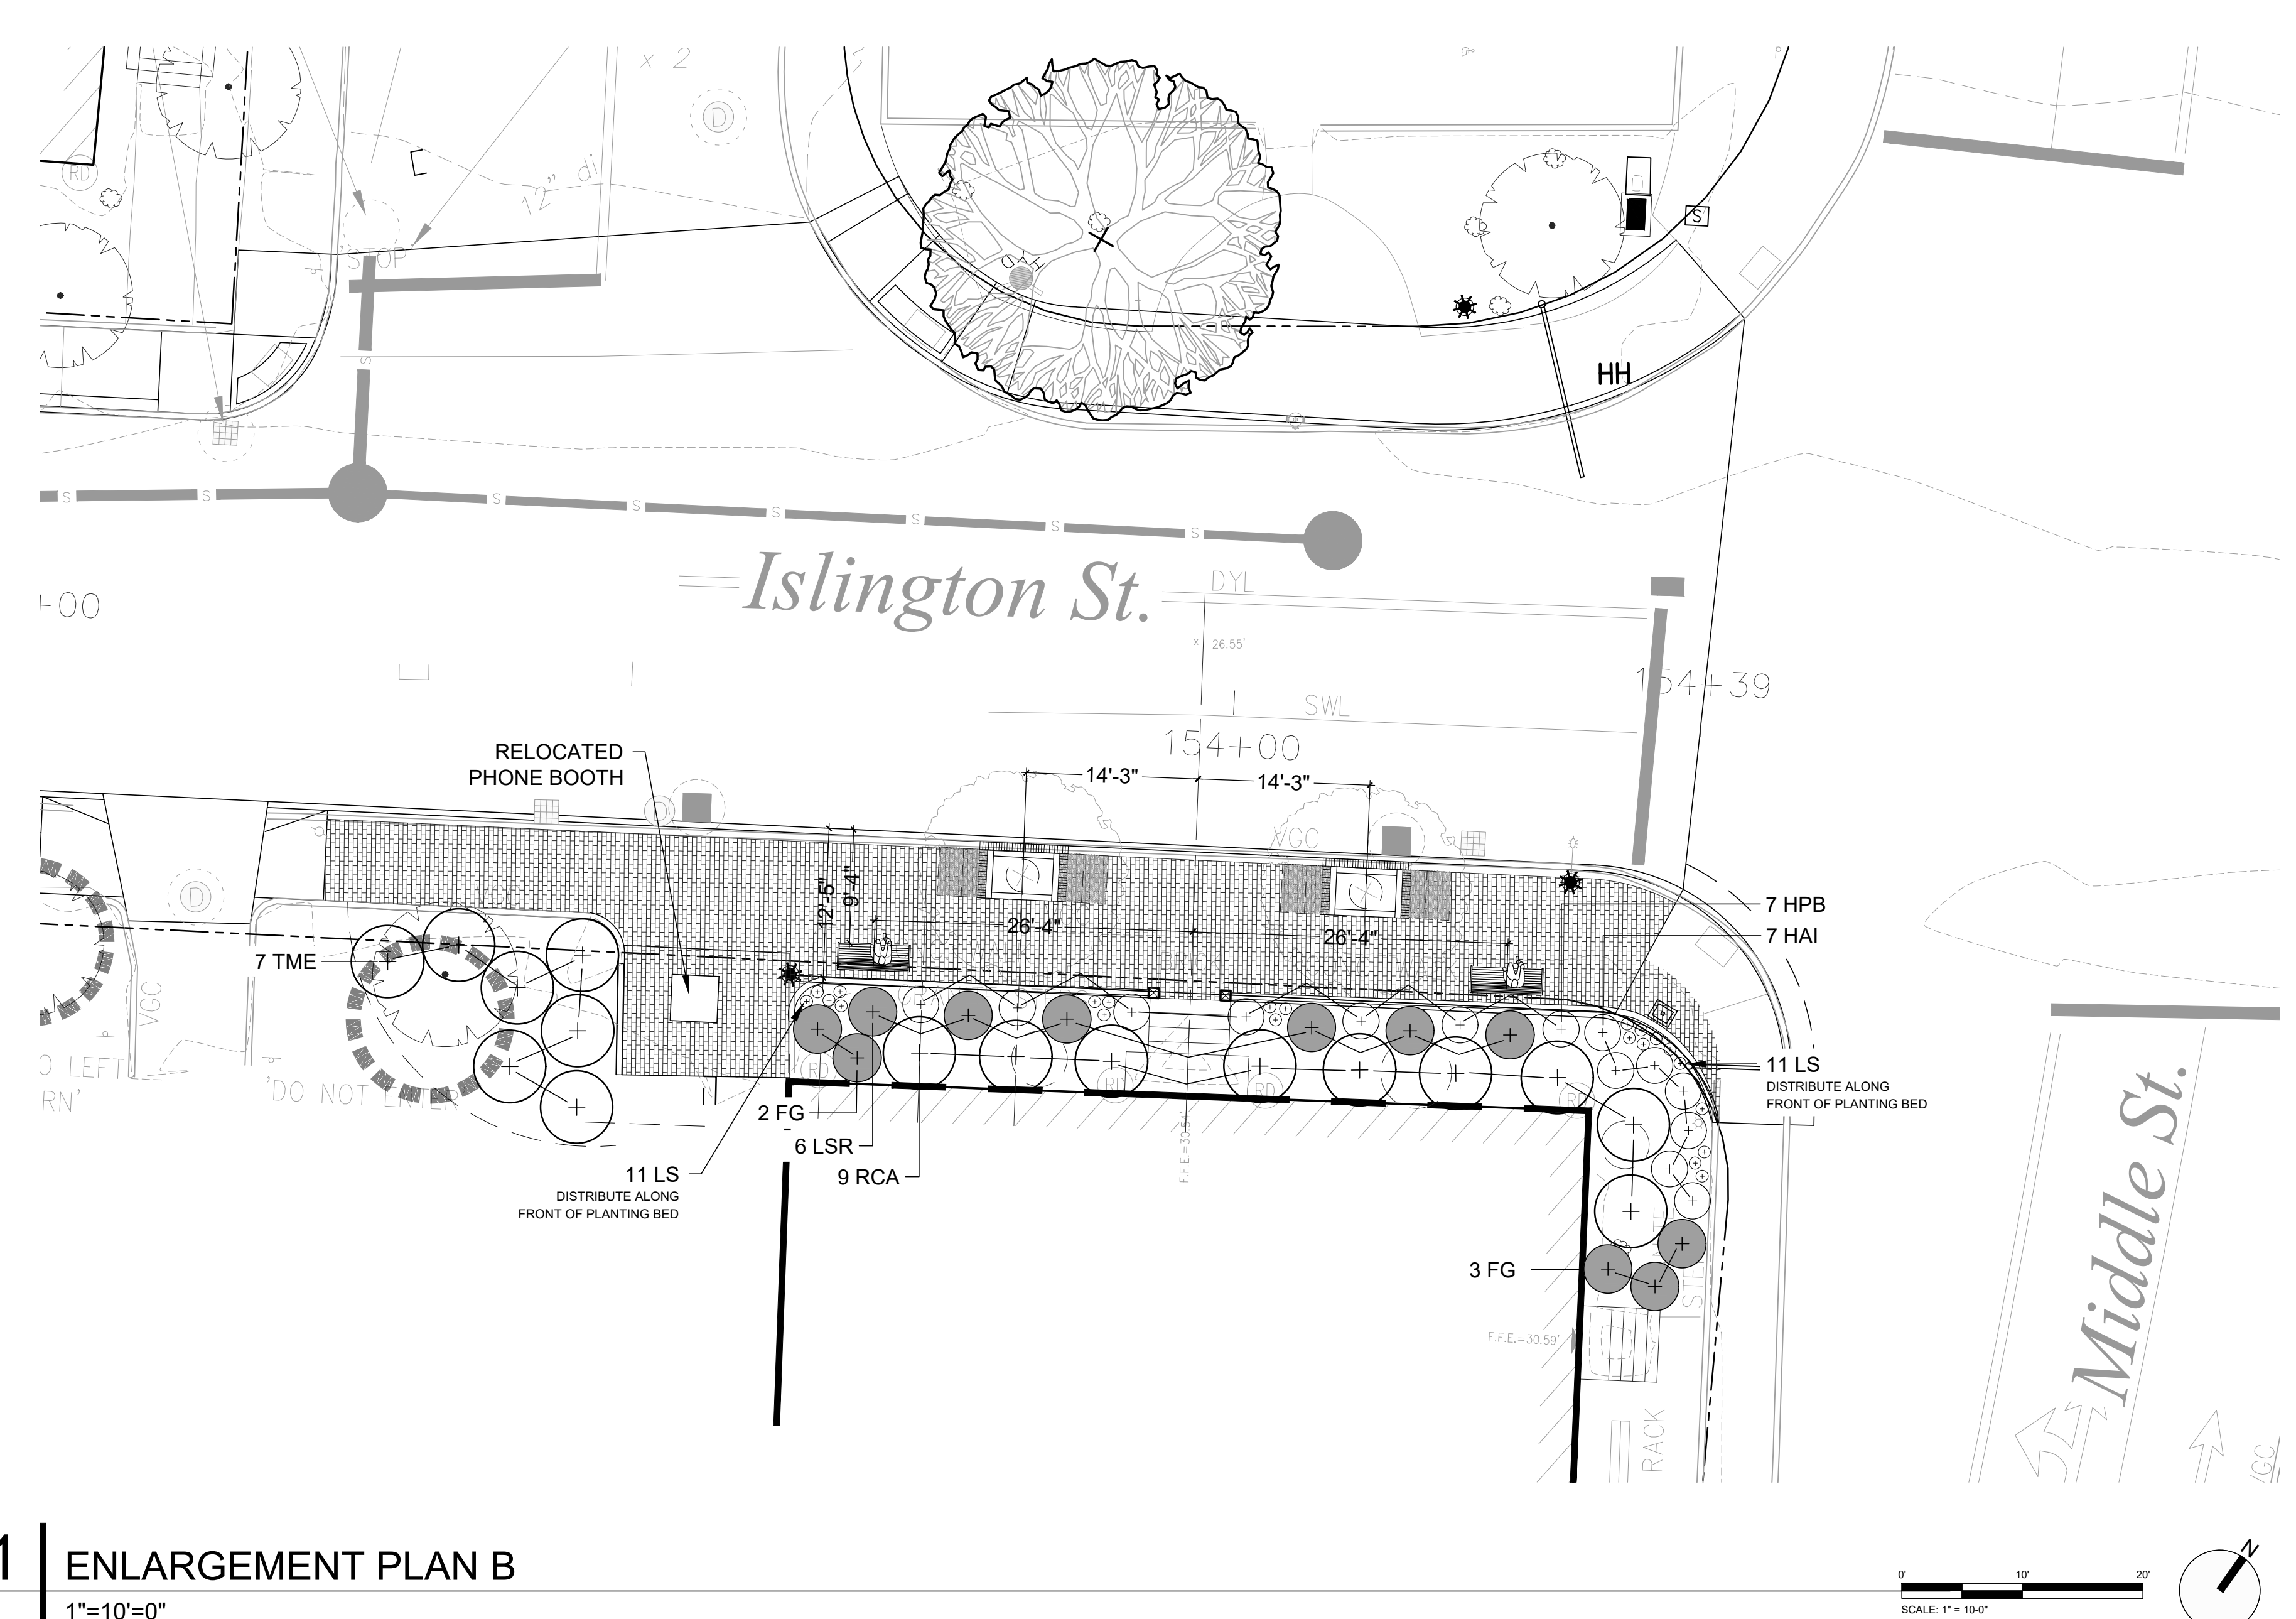 x 2
D
RD
12" di
'STOP'
HYD
S
HH
S
S
S
S
S
S
S
S
S
Islington St.
DYL
+00
x 26.55'
154+39
SWL
154+00
RELOCATED
PHONE BOOTH
14'-3"
14'-3"
VGC
12'-5"
9'-4"
D
7 HPB
26'-4"
26'-4"
7 HAI
7 TME
VGC
11 LS
DISTRIBUTE ALONG
FRONT OF PLANTING BED
O LEFT
RN'
'DO NOT ENTER'
RD
RD
RD
2 FG
6 LSR
9 RCA
F.F.E.=30.54'
11 LS
DISTRIBUTE ALONG
FRONT OF PLANTING BED
3 FG
F.F.E.=30.59'
Middle St.
RACK
VGC
1
ENLARGEMENT PLAN B
1"=10'=0"
0'
10'
20'
SCALE: 1" = 10-0"
N